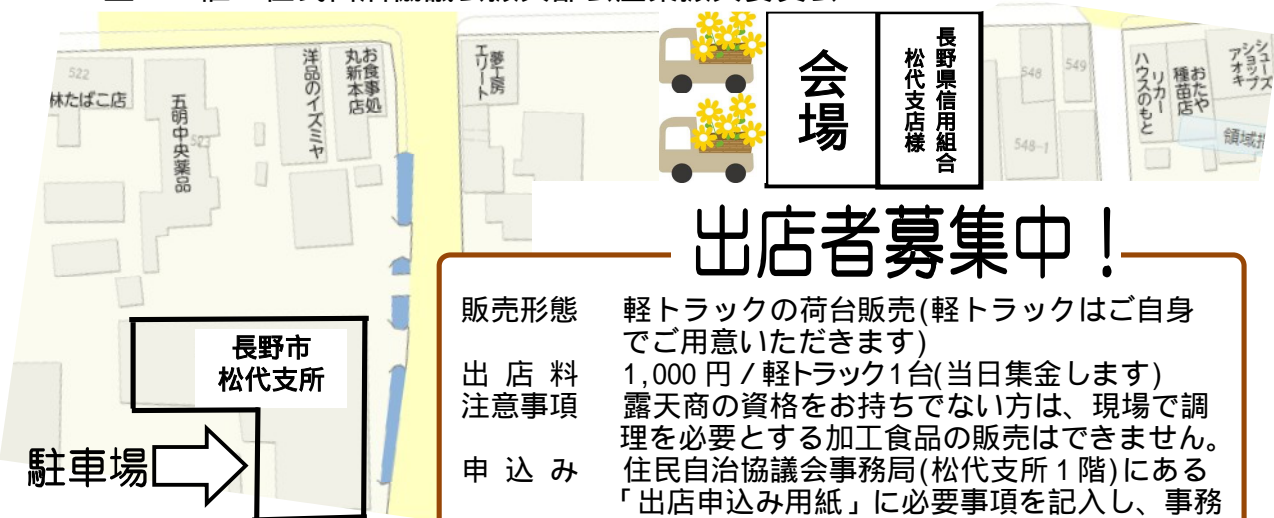 522
林たばこ店
五明中央薬品
523
洋品のイズミヤ
お食事処
丸新本店
夢工房
エリート
会場
長野県信用組合
松代支店様
548
549
548-1
ハウスのもと
リカー
おたや
種苗店
シューズ
ショップ
アオキ
出店者募集中！
長野市
松代支所
駐車場
販売形態 軽トラックの荷台販売(軽トラックはご自身
でご用意いただきます)
出 店 料 1,000円/軽トラック1台(当日集金します)
注意事項 露天商の資格をお持ちでない方は、現場で調
理を必要とする加工食品の販売はできません。
申 込 み 住民自治協議会事務局(松代支所１階)にある
「出店申込み用紙」に必要事項を記入し、事務